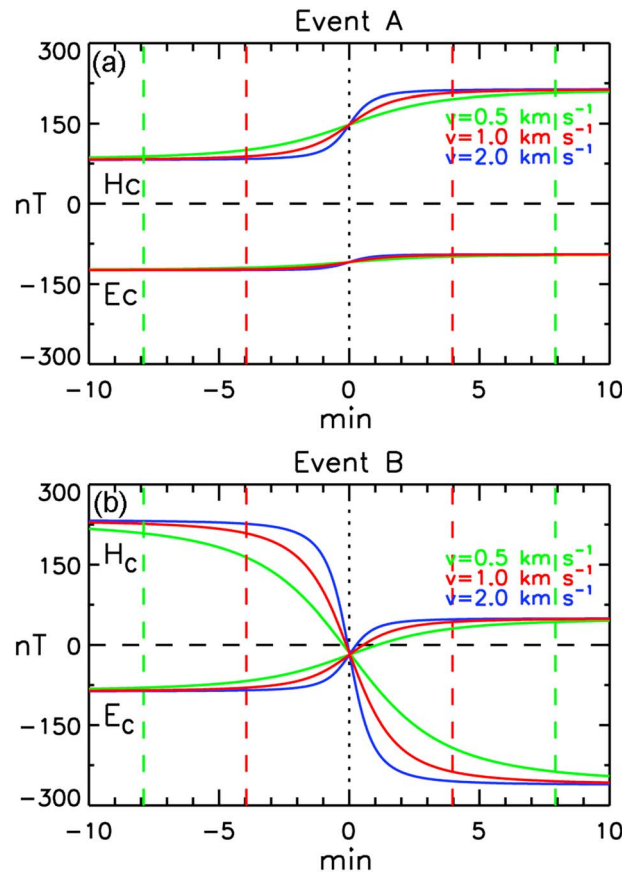 Event A
(a)
300
150
nT 0
-150
-300
Hc
Ec
v=0.5 km s⁻¹
v=1.0 km s⁻¹
v=2.0 km s⁻¹
-10 -5 0 5 10
min
Event B
(b)
300
150
nT 0
-150
-300
Hc
Ec
v=0.5 km s⁻¹
v=1.0 km s⁻¹
v=2.0 km s⁻¹
-10 -5 0 5 10
min